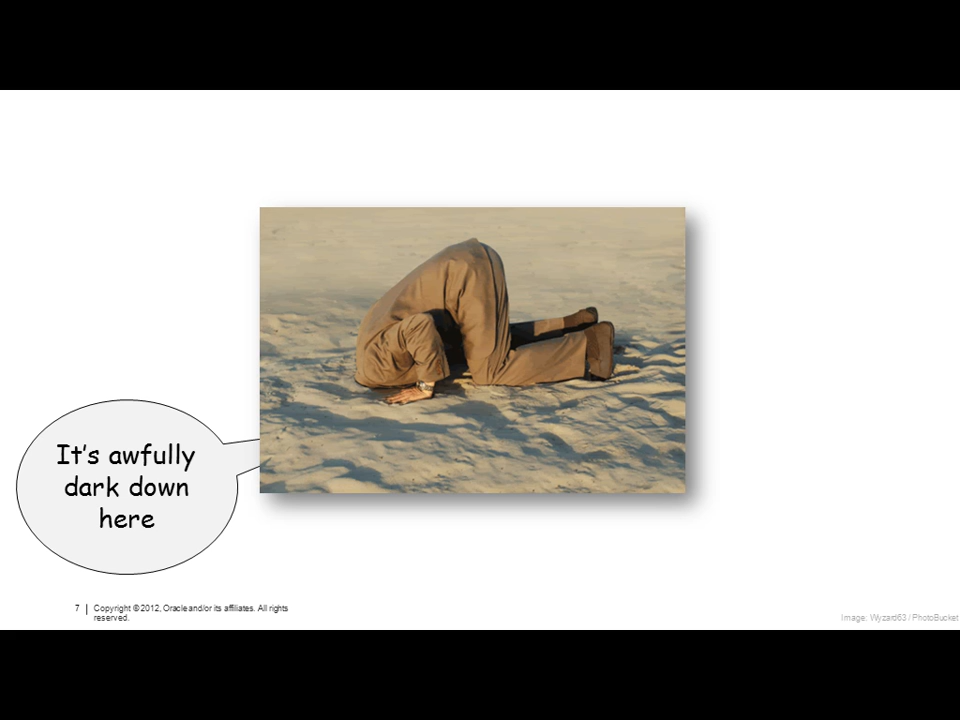 It's awfully
dark down
here
7 Copyright © 2012, Oracle and/or its affiliates. All rights
reserved.
Image: Wyzard63 / PhotoBucket